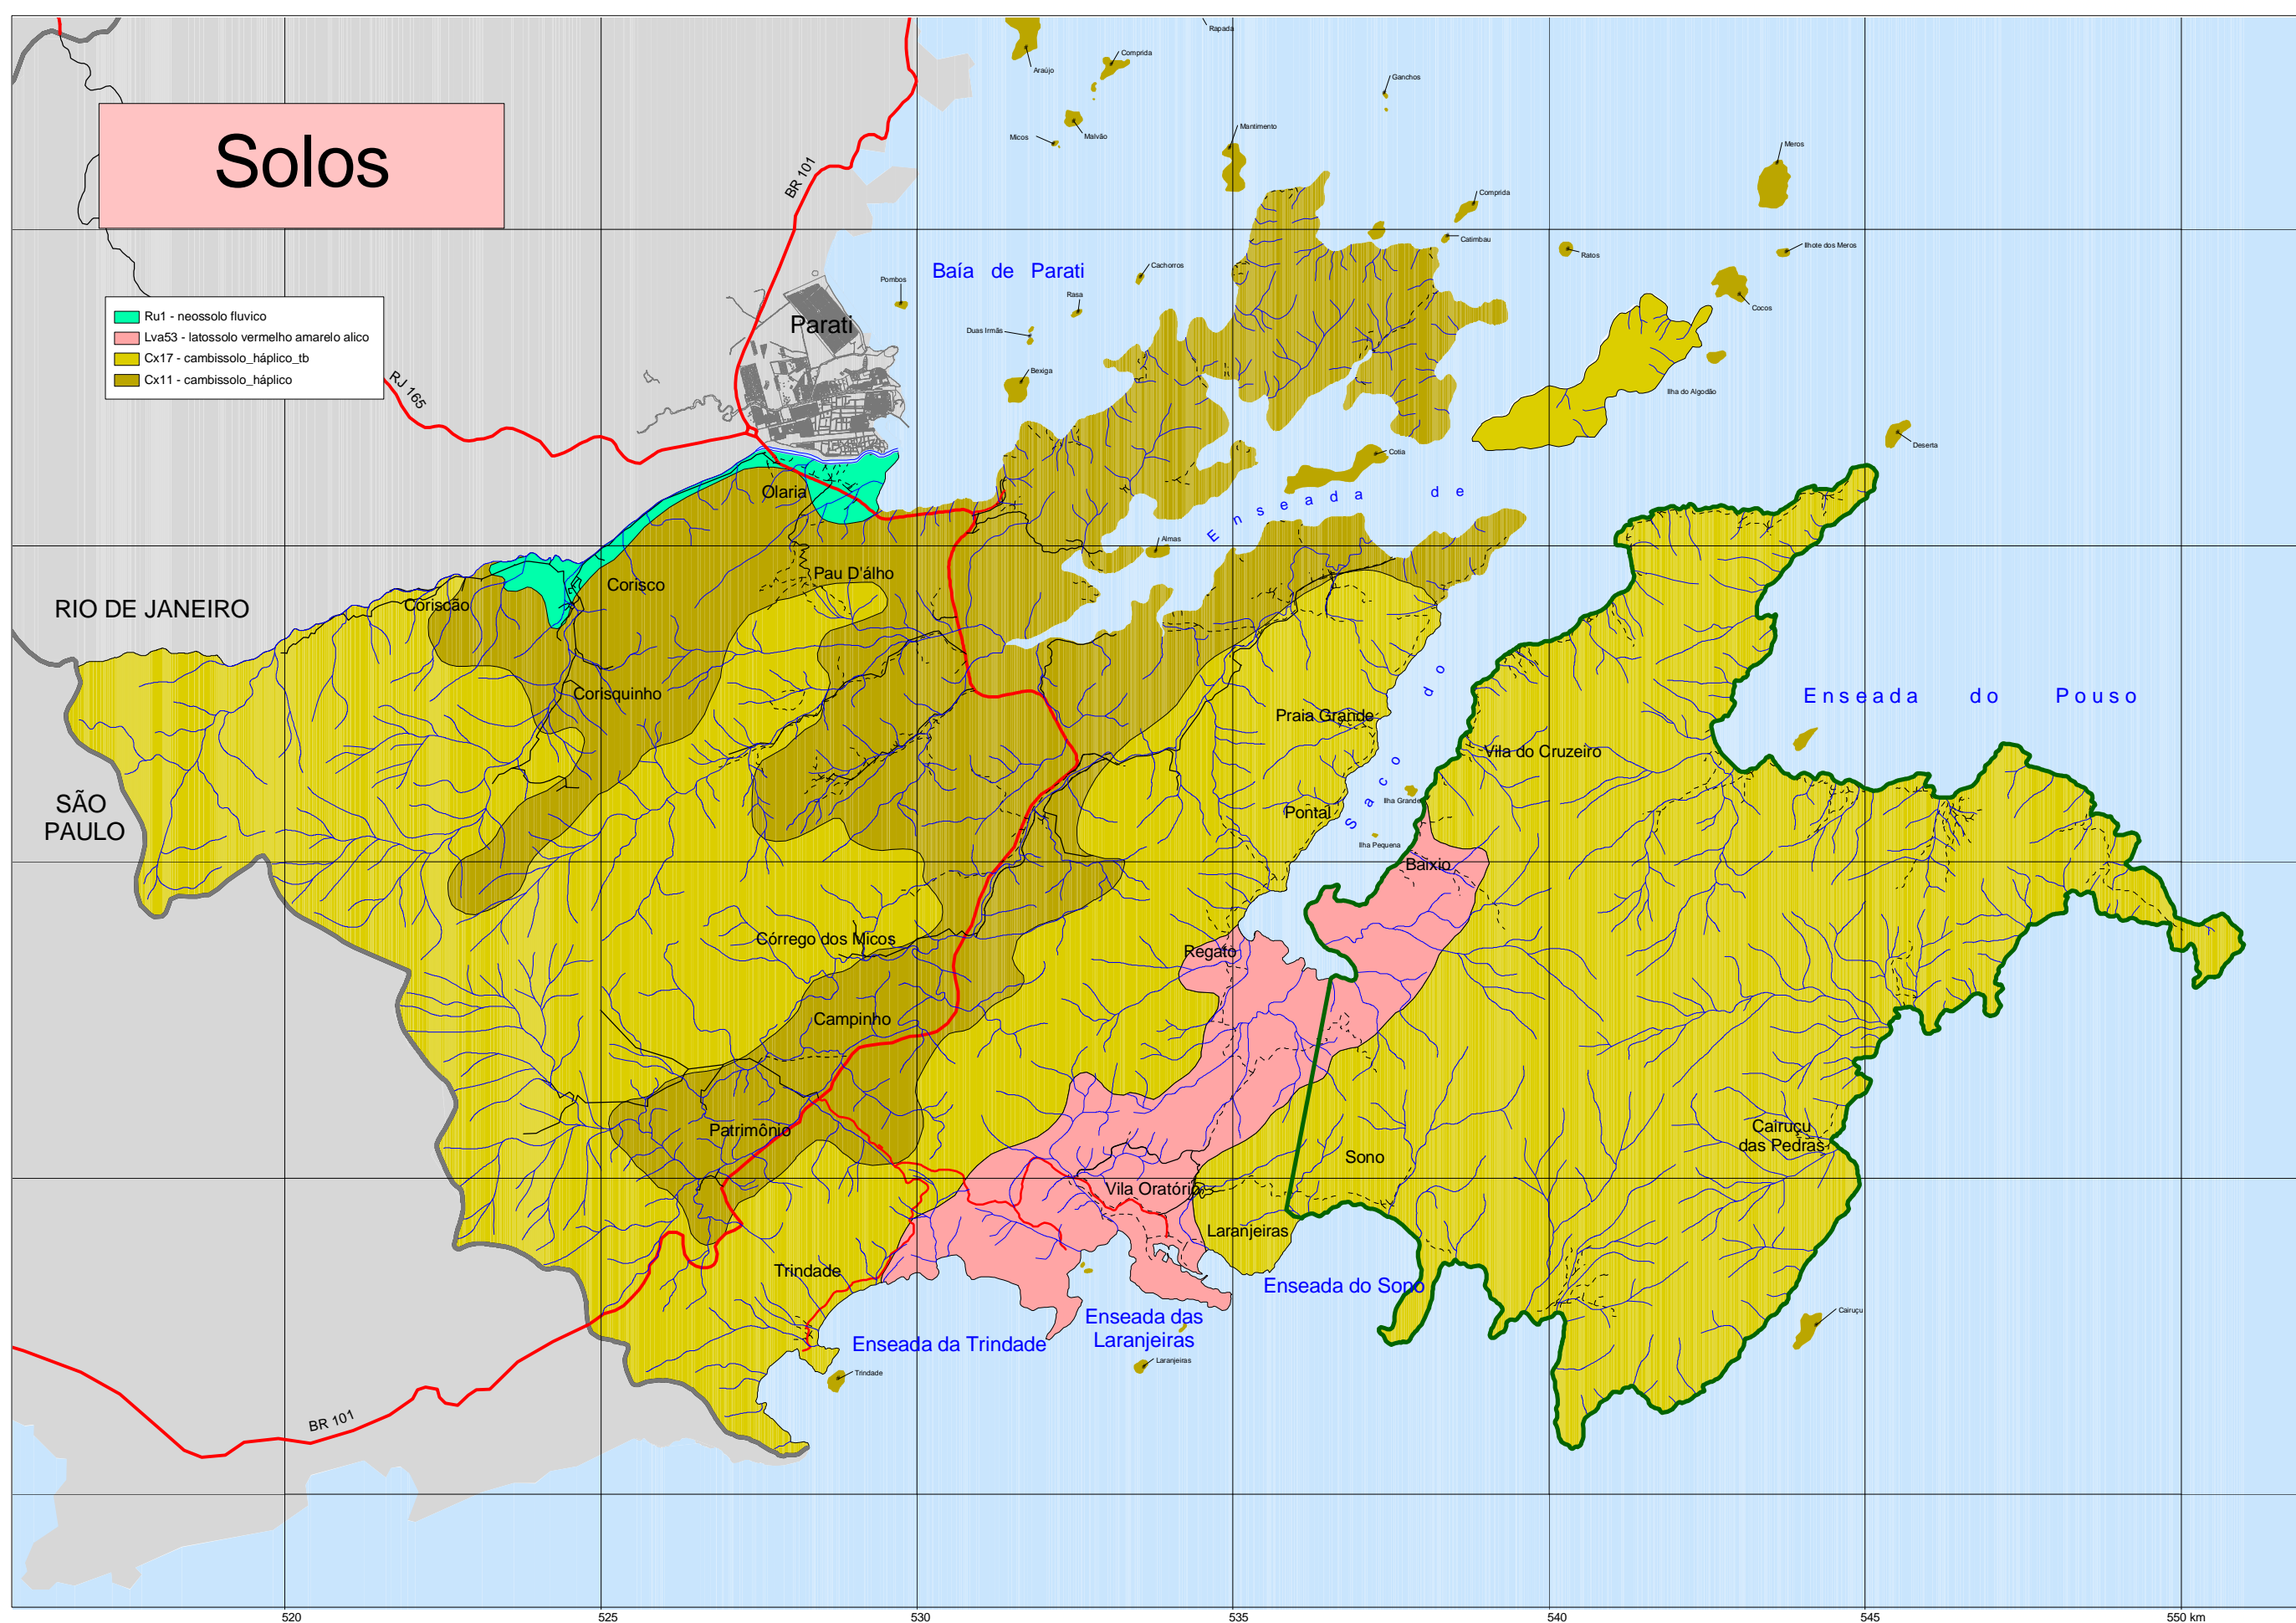 Solos
Ru1 - neossolo fluvico
Lva53 - latossolo vermelho amarelo alico
Cx17 - cambissolo_háplico_tb
Cx11 - cambissolo_háplico
Rapada
Araújo
Comprida
Ganchos
Micos
Malvão
Mantimento
Meros
BR 101
Comprida
Catimbau
Ratos
Ilhote dos Meros
Baía de Parati
Cachorros
Pombos
Rasa
Cocos
Parati
Duas Irmãs
Bexiga
RJ 165
Ilha do Algodão
Deserta
Cotia
Olaria
Enseada de
Almas
Pau D'álho
Corisco
Coriscão
RIO DE JANEIRO
Corisquinho
Saco do
Enseada do Pouso
Praia Grande
Vila do Cruzeiro
SÃO
PAULO
Ilha Grande
Pontal
Ilha Pequena
Baixio
Córrego dos Micos
Regato
Campinho
Patrimônio
Cairuçu
das Pedras
Sono
Vila Oratório
Laranjeiras
Trindade
Enseada do Sono
Enseada das
Laranjeiras
Enseada da Trindade
Cairuçu
Laranjeiras
Trindade
BR 101
520
525
530
535
540
545
550 km